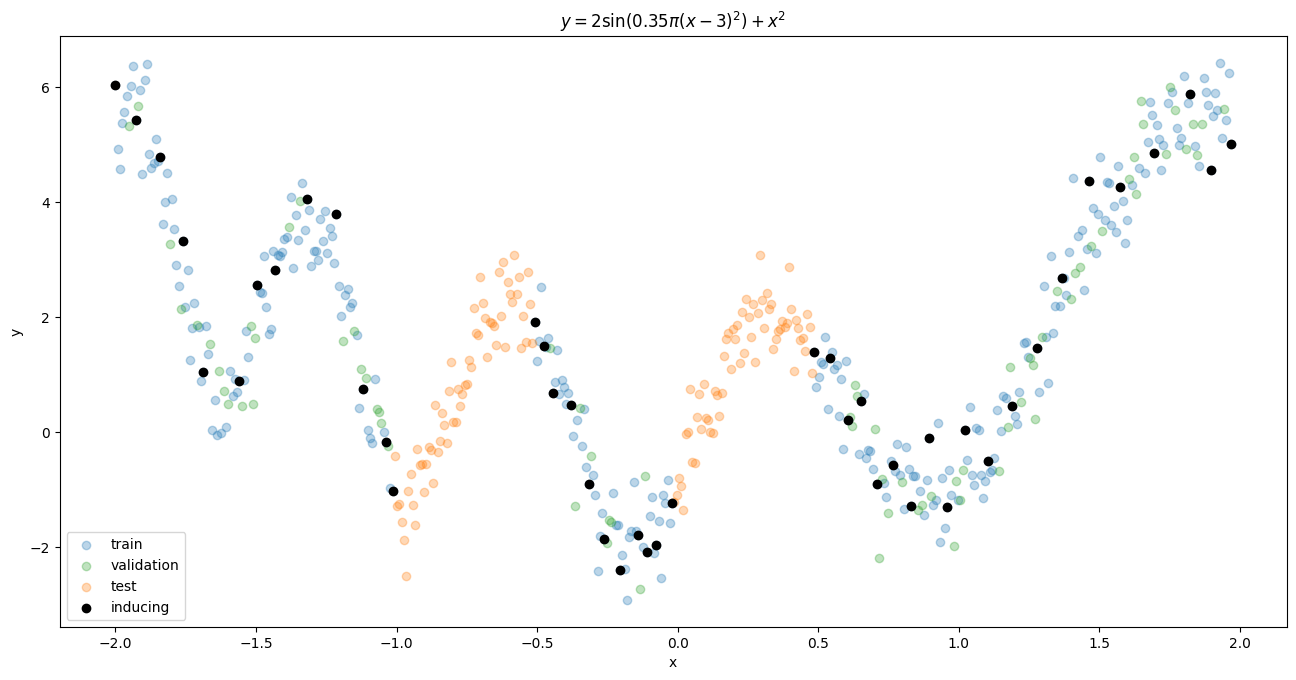 y = 2sin(0.35π(x − 3)²) + x²
y
6
4
2
0
−2
train
validation
test
inducing
−2.0 −1.5 −1.0 −0.5 0.0 0.5 1.0 1.5 2.0
x